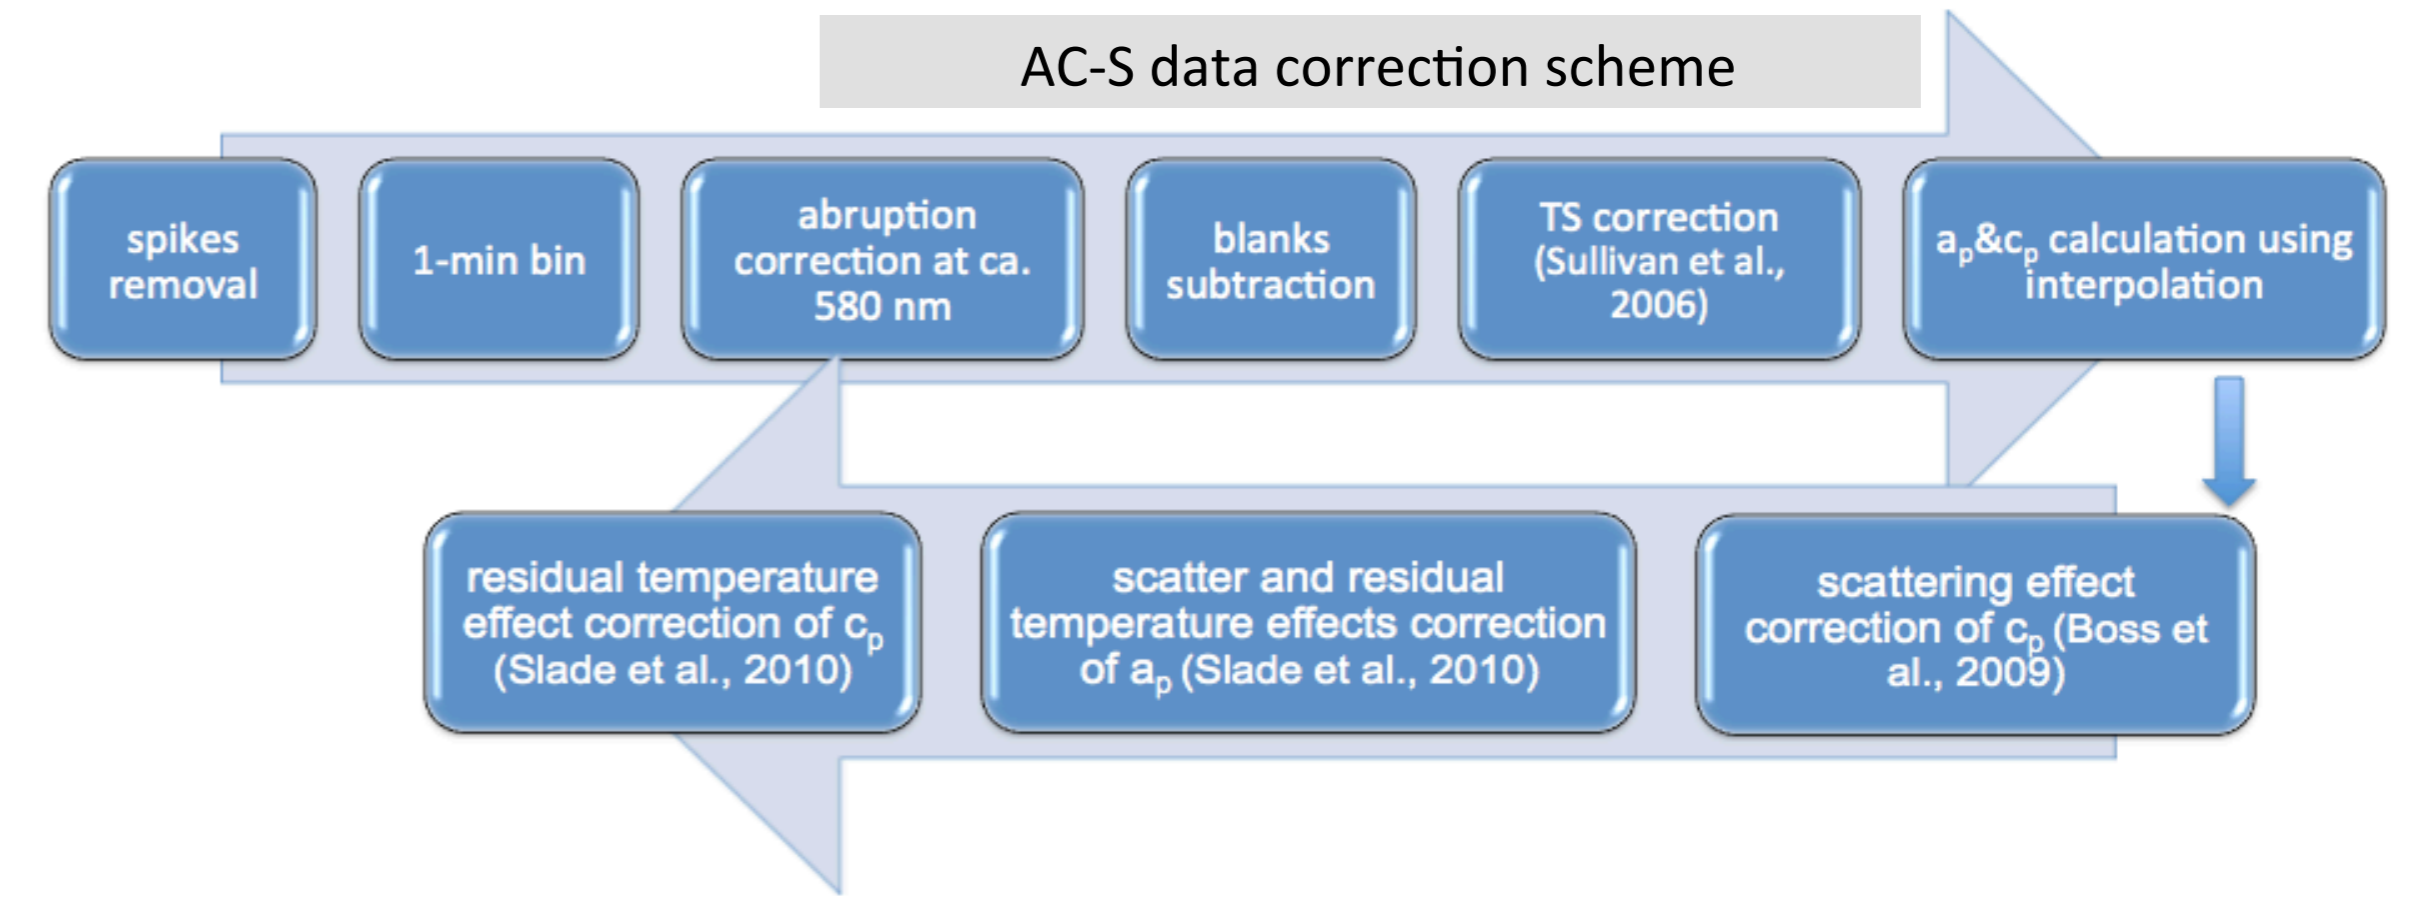 AC-S data correction scheme
spikes
removal
1-min bin
abruption
correction at ca.
580 nm
blanks
subtraction
TS correction
(Sullivan et al.,
2006)
ap&cp calculation using
interpolation
scattering effect
correction of cp (Boss et
al., 2009)
scatter and residual
temperature effects correction
of ap (Slade et al., 2010)
residual temperature
effect correction of cp
(Slade et al., 2010)